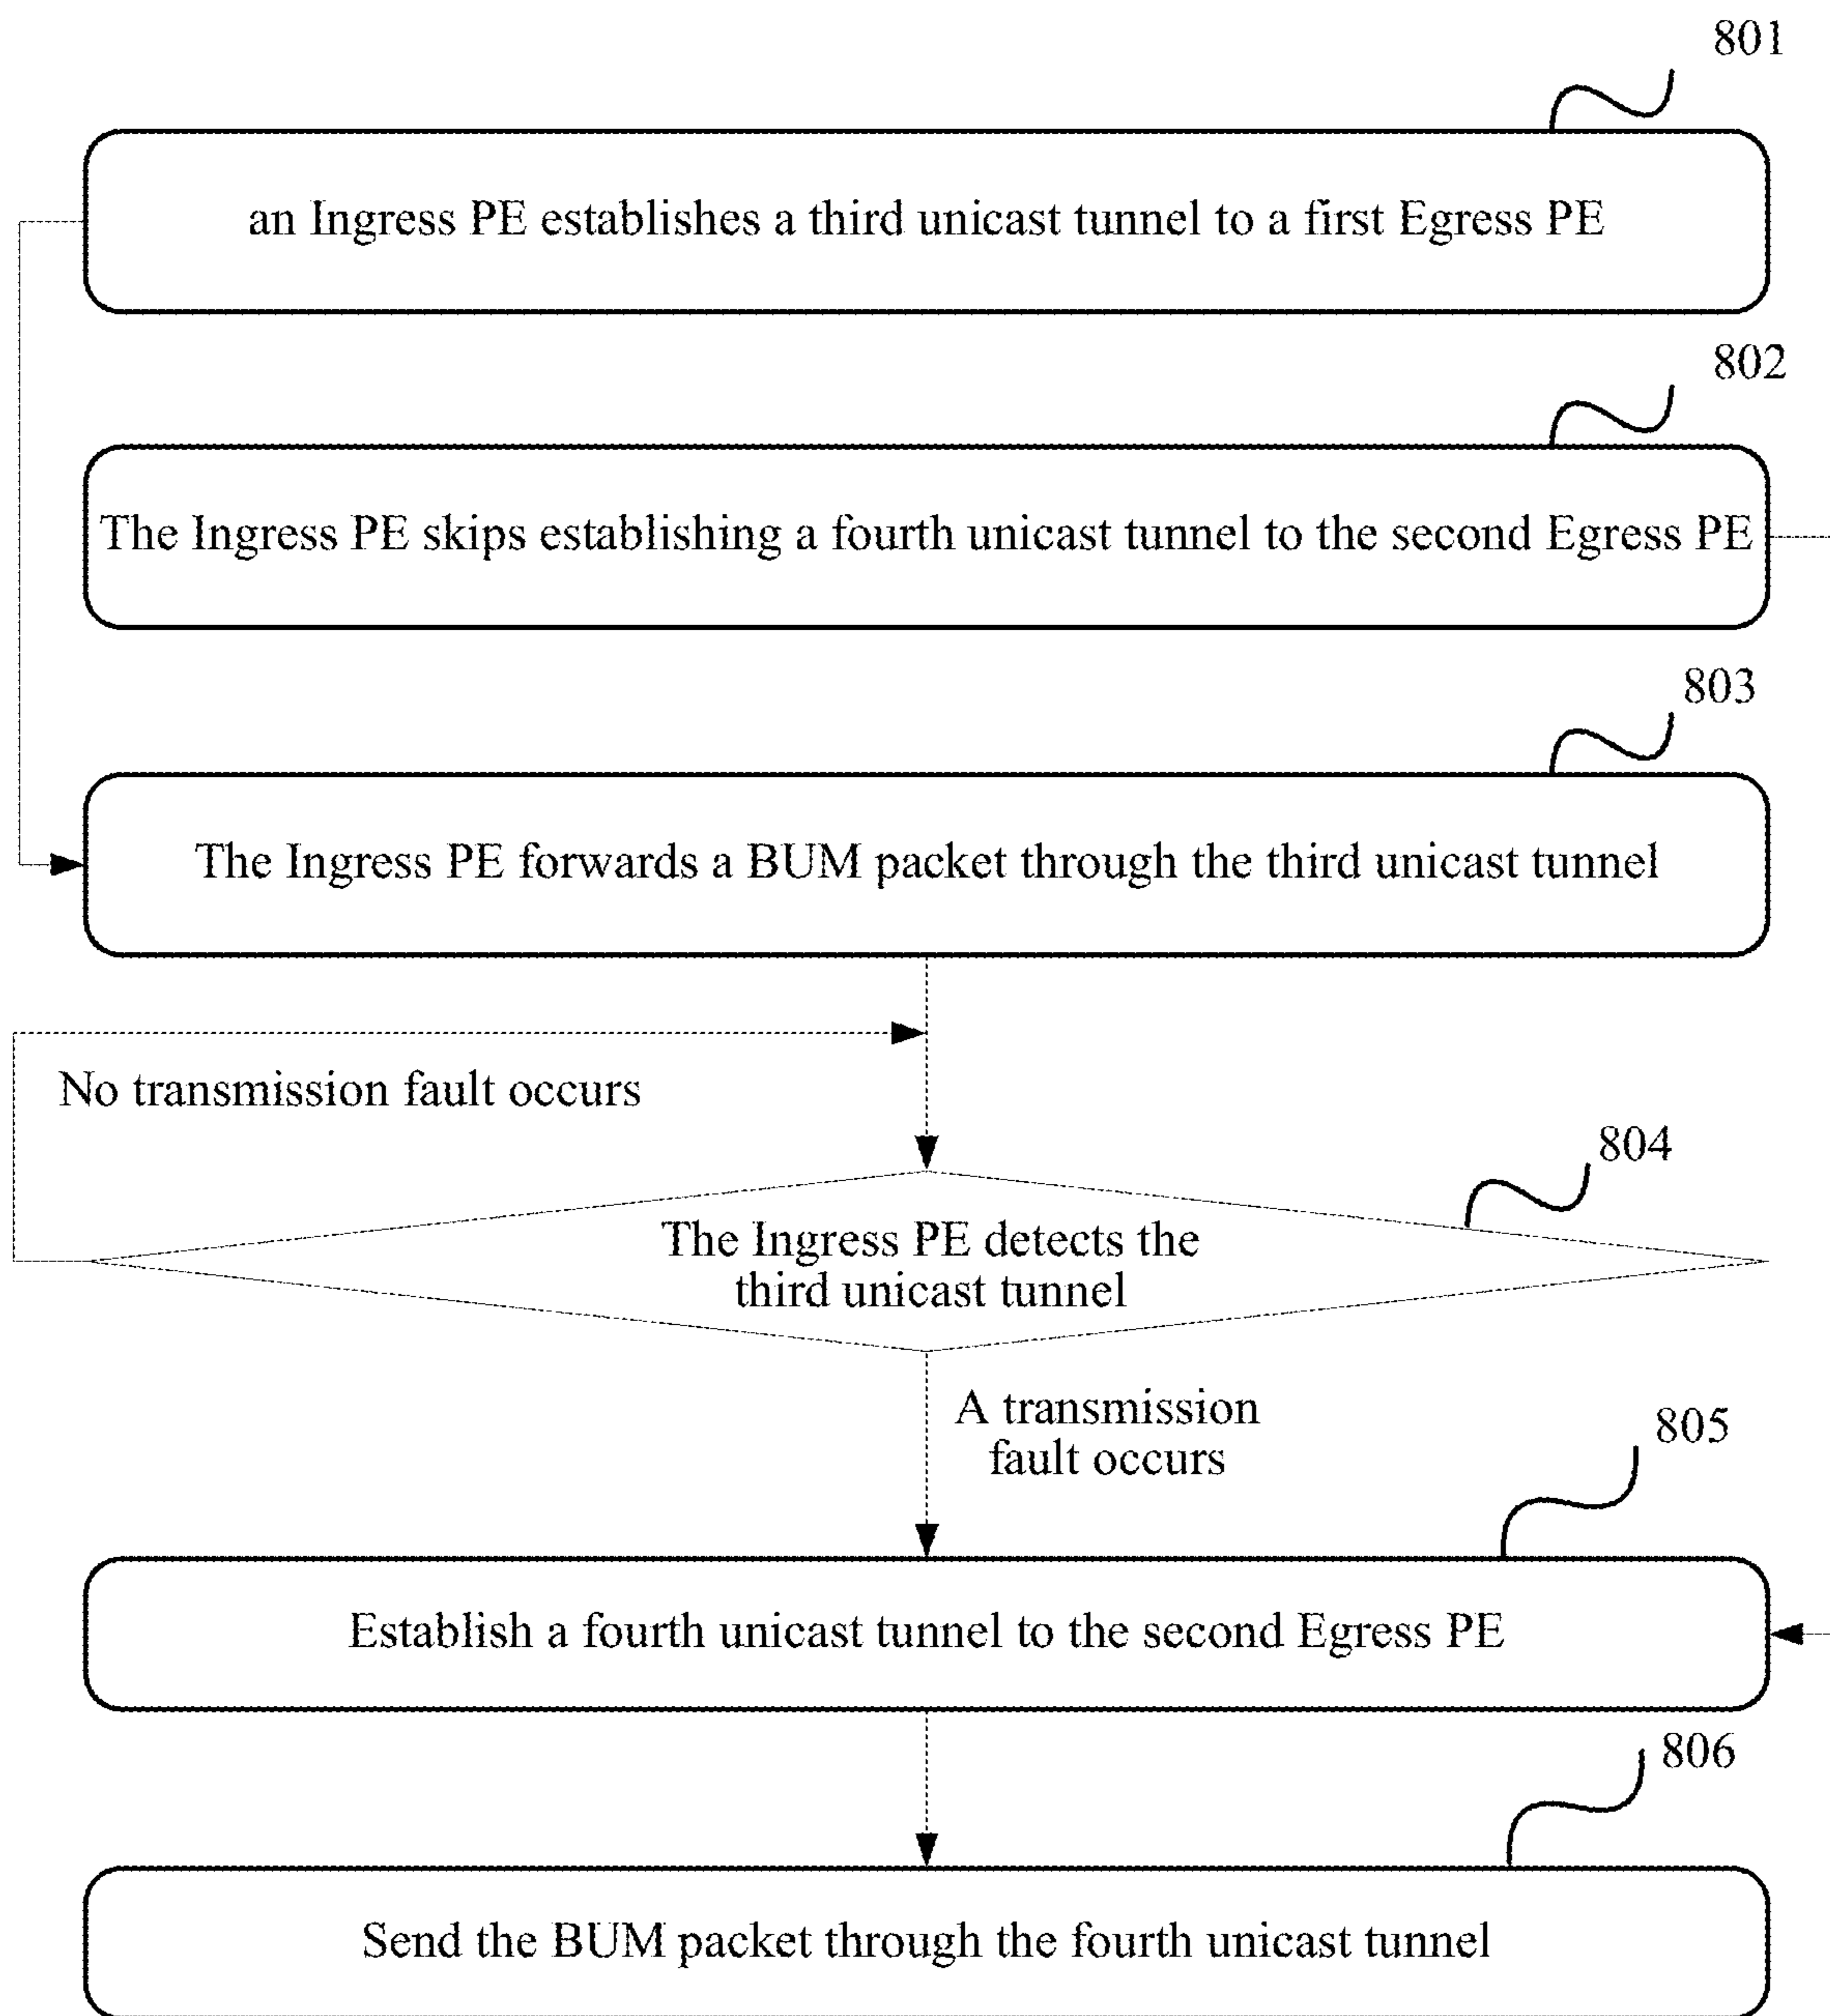 801
an Ingress PE establishes a third unicast tunnel to a first Egress PE
802
The Ingress PE skips establishing a fourth unicast tunnel to the second Egress PE
803
The Ingress PE forwards a BUM packet through the third unicast tunnel
No transmission fault occurs
804
The Ingress PE detects the
third unicast tunnel
A transmission
fault occurs
805
Establish a fourth unicast tunnel to the second Egress PE
806
Send the BUM packet through the fourth unicast tunnel